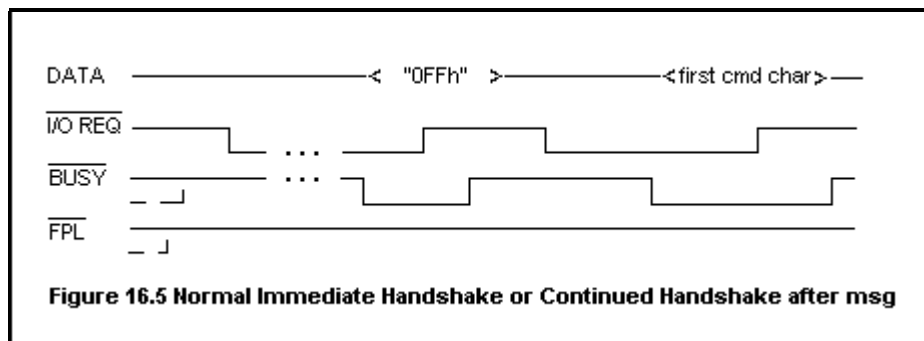 DATA < "0FFh" > <first cmd char>
I/O REQ ...
BUSY ...
FPL
Figure 16.5 Normal Immediate Handshake or Continued Handshake after msg